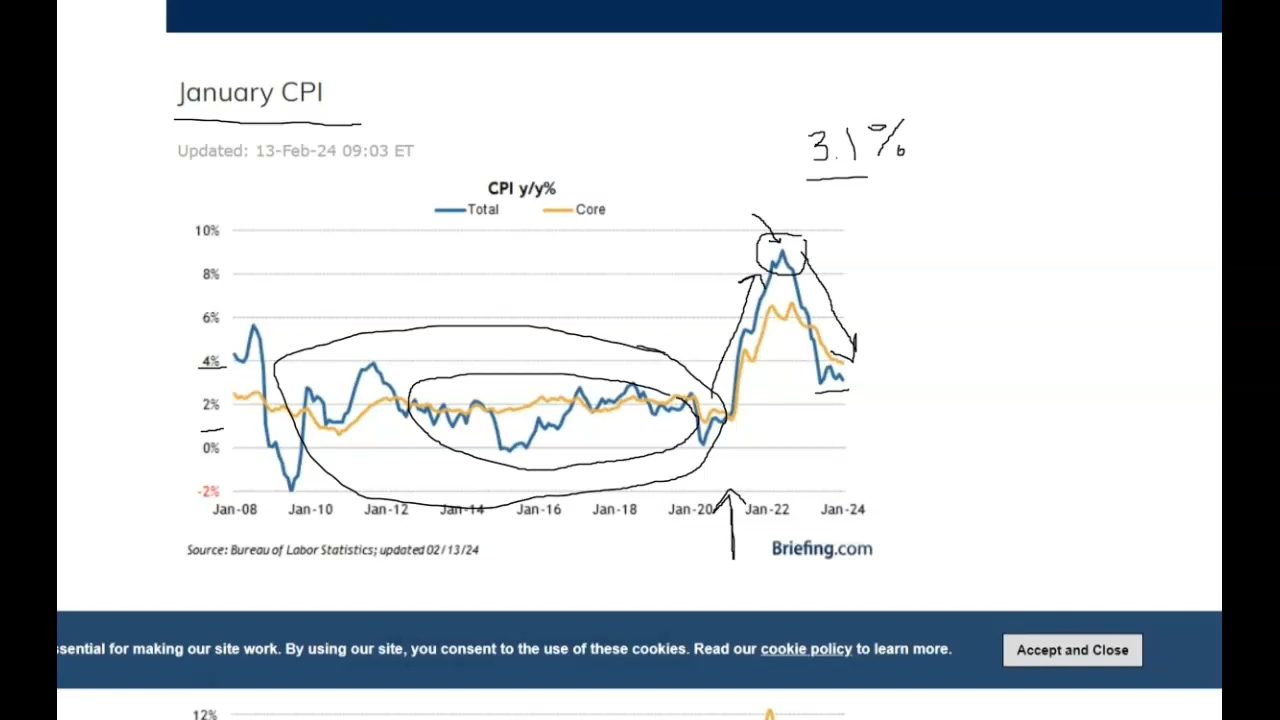 January CPI
Updated: 13-Feb-24 09:03 ET
3.1%
CPI y/y%
Total Core
10%
8%
6%
4%
2%
0%
-2%
Jan-08 Jan-10 Jan-12 Jan-14 Jan-16 Jan-18 Jan-20 Jan-22 Jan-24
Source: Bureau of Labor Statistics; updated 02/13/24
Briefing.com
ssential for making our site work. By using our site, you consent to the use of these cookies. Read our cookie policy to learn more.
Accept and Close
12%